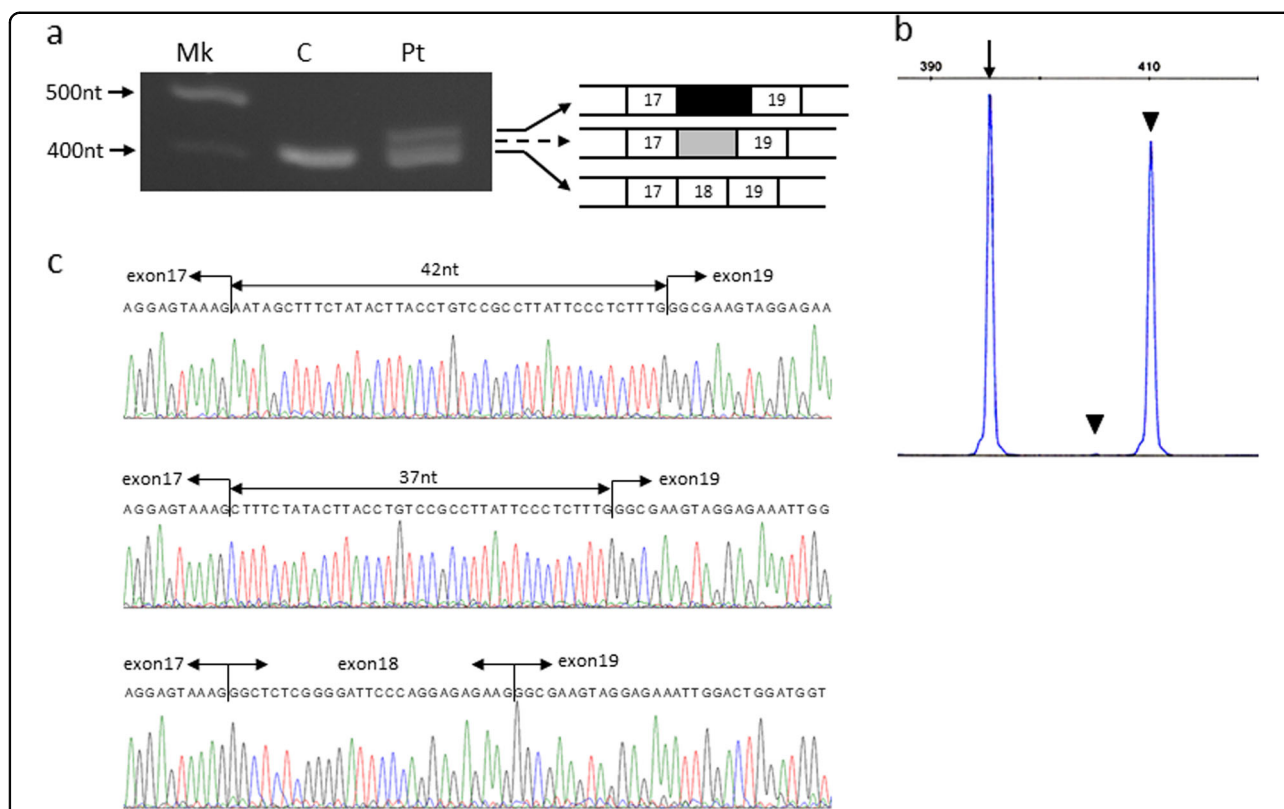 a
Mk C Pt
500nt
400nt
17 19
17 19
17 18 19
b
390 410
c
exon17 42nt exon19
AGGAGTAAAGAATAGCTTTCTATACTTACCTGTCCGCCTTATTCCCTCTTTGGGCGAAGTAGGAGAA
exon17 37nt exon19
AGGAGTAAAGCTTTCTATACTTACCTGTCCGCCTTATTCCCTCTTTGGGCGAAGTAGGAGAAATTGG
exon17 exon18 exon19
AGGAGTAAAGGGCTCTCGGGGATTCCCAGGAGAGAAGGGCGAAGTAGGAGAAATTGGACTGGATGGT